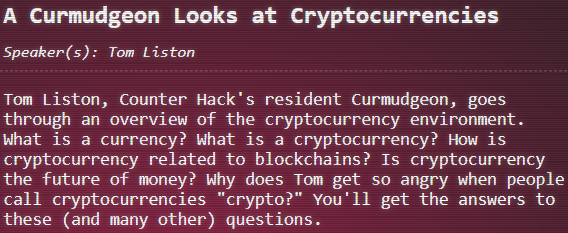 A Curmudgeon Looks at Cryptocurrencies
Speaker(s): Tom Liston
Tom Liston, Counter Hack's resident Curmudgeon, goes
through an overview of the cryptocurrency environment.
What is a currency? What is a cryptocurrency? How is
cryptocurrency related to blockchains? Is cryptocurrency
the future of money? Why does Tom get so angry when people
call cryptocurrencies "crypto?" You'll get the answers to
these (and many other) questions.